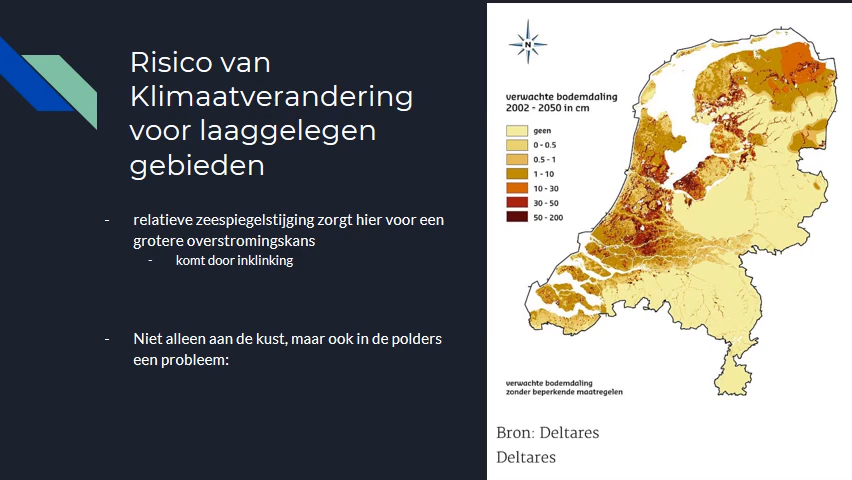 Risico van
Klimaatverandering
voor laaggelegen
gebieden
- relatieve zeespiegelstijging zorgt hier voor een
grotere overstromingskans
- komt door inklinking
- Niet alleen aan de kust, maar ook in de polders
een probleem:
N
verwachte bodemdaling
2002 - 2050 in cm
geen
0 - 0.5
0.5 - 1
1 - 10
10 - 30
30 - 50
50 - 200
verwachte bodemdaling
zonder beperkende maatregelen
Bron: Deltares
Deltares